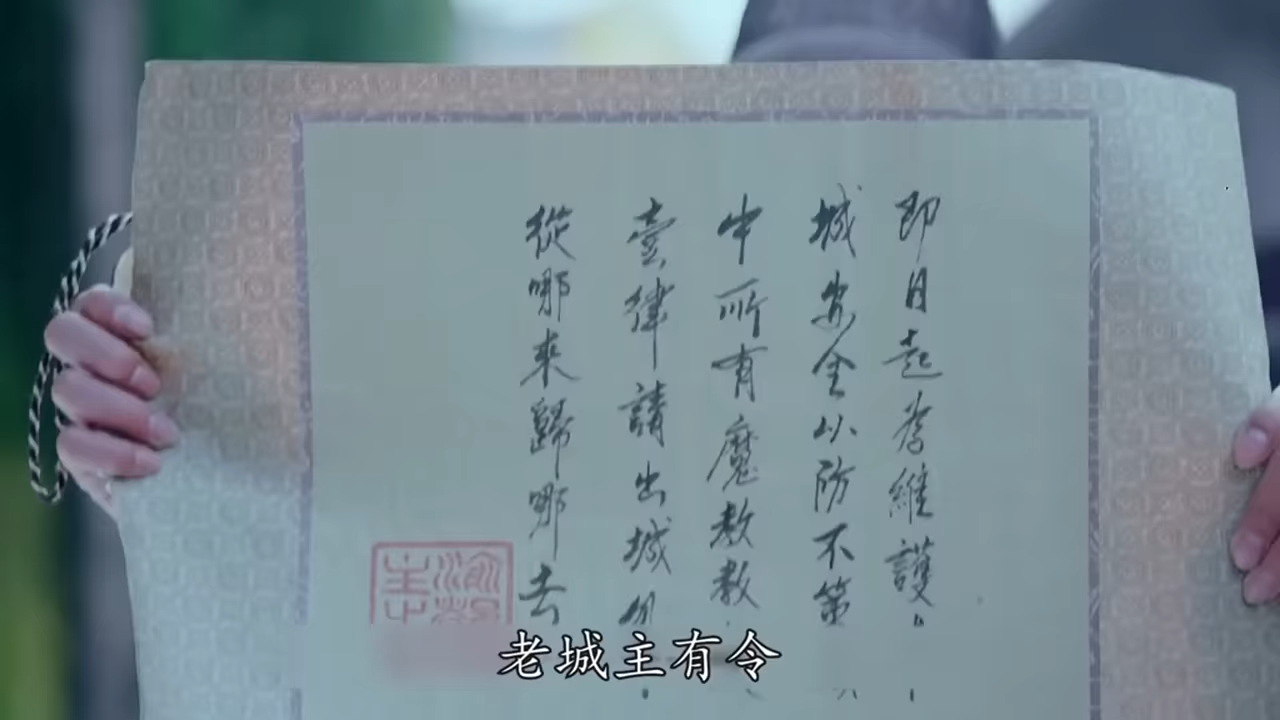 即日起為維護
城安全以防不策
中所有魔教教
壹律請出城
從哪來歸哪去
老城主有令